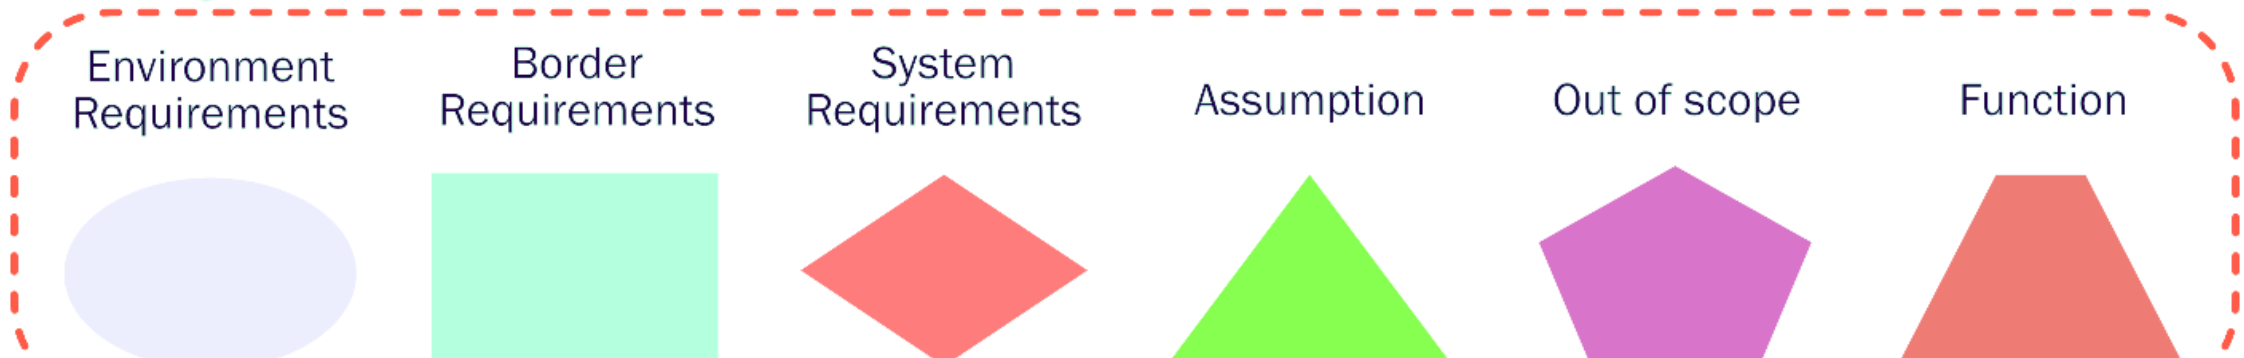 Environment
Requirements
Border
Requirements
System
Requirements
Assumption
Out of scope
Function